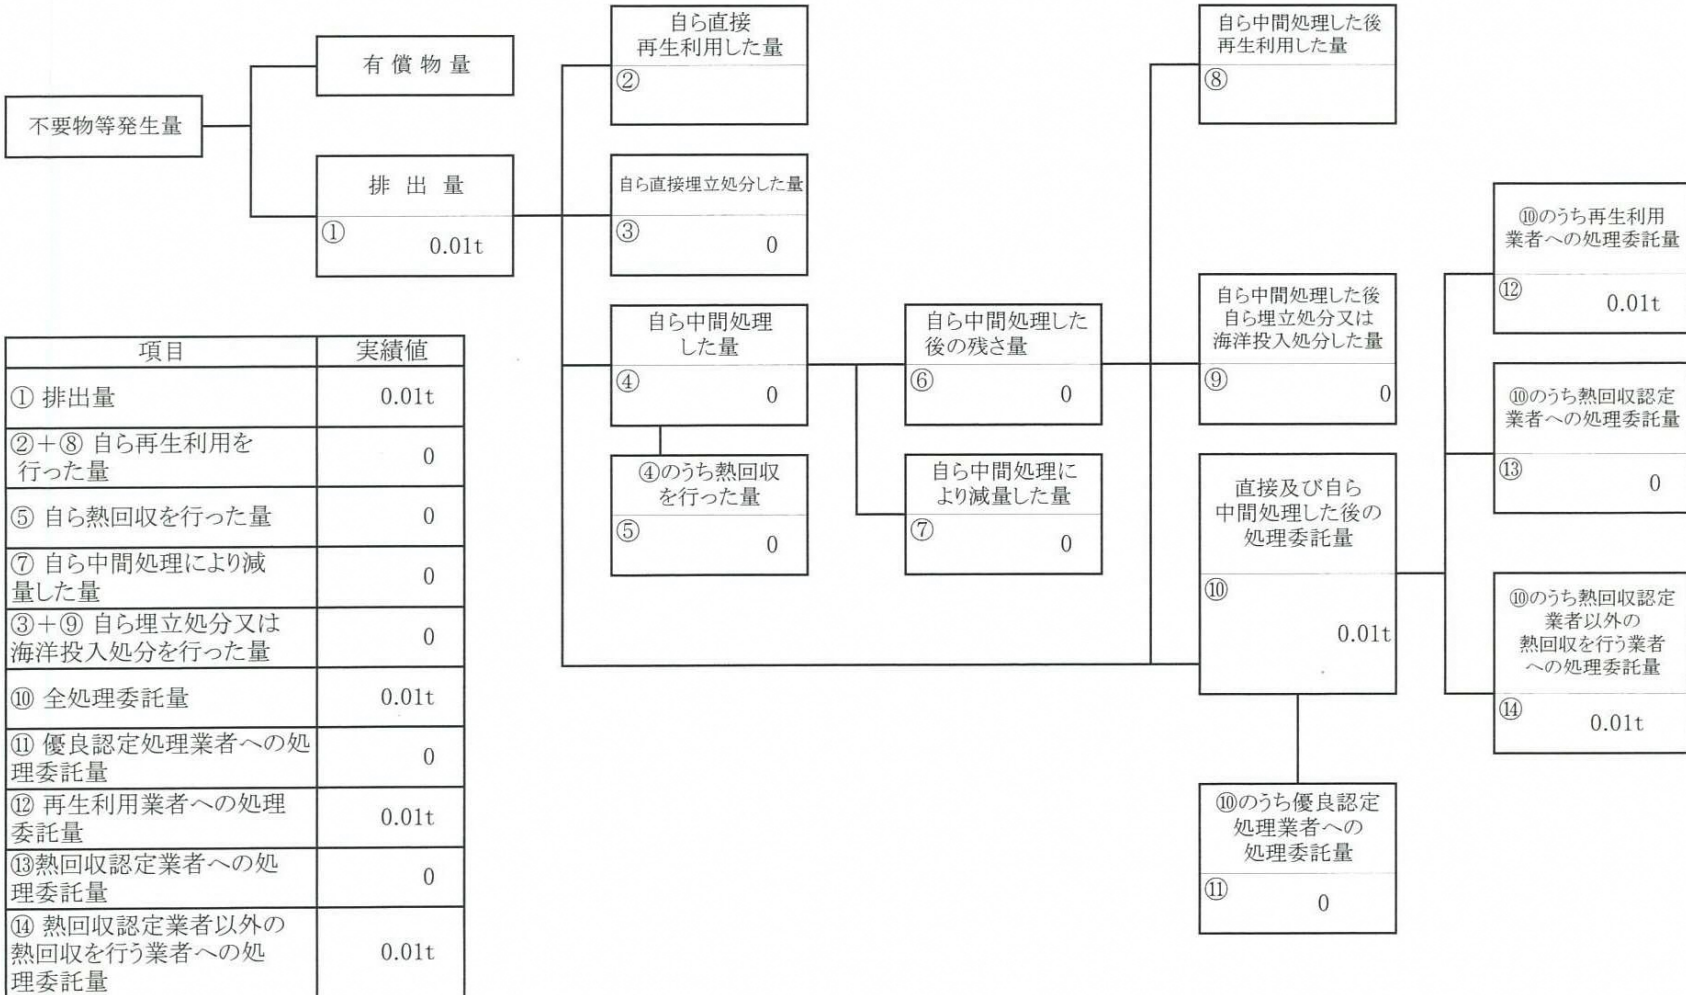 不要物等発生量
有償物量
排出量
①
0.01t
自ら直接
再生利用した量
②
自ら直接埋立処分した量
③
0
自ら中間処理
した量
④
0
④のうち熱回収
を行った量
⑤
0
自ら中間処理した
後の残さ量
⑥
0
自ら中間処理に
より減量した量
⑦
0
自ら中間処理した後
再生利用した量
⑧
自ら中間処理した後
自ら埋立処分又は
海洋投入処分した量
⑨
0
直接及び自ら
中間処理した後の
処理委託量
⑩
0.01t
⑩のうち優良認定
処理業者への
処理委託量
⑪
0
⑩のうち再生利用
業者への処理委託量
⑫
0.01t
⑩のうち熱回収認定
業者への処理委託量
⑬
0
⑩のうち熱回収認定
業者以外の
熱回収を行う業者
への処理委託量
⑭
0.01t
項目 実績値
① 排出量 0.01t
②+⑧ 自ら再生利用を
行った量 0
⑤ 自ら熱回収を行った量 0
⑦ 自ら中間処理により減
量した量 0
③+⑨ 自ら埋立処分又は
海洋投入処分を行った量 0
⑩ 全処理委託量 0.01t
⑪ 優良認定処理業者への処
理委託量 0
⑫ 再生利用業者への処理
委託量 0.01t
⑬熱回収認定業者への処
理委託量 0
⑭ 熱回収認定業者以外の
熱回収を行う業者への処
理委託量 0.01t